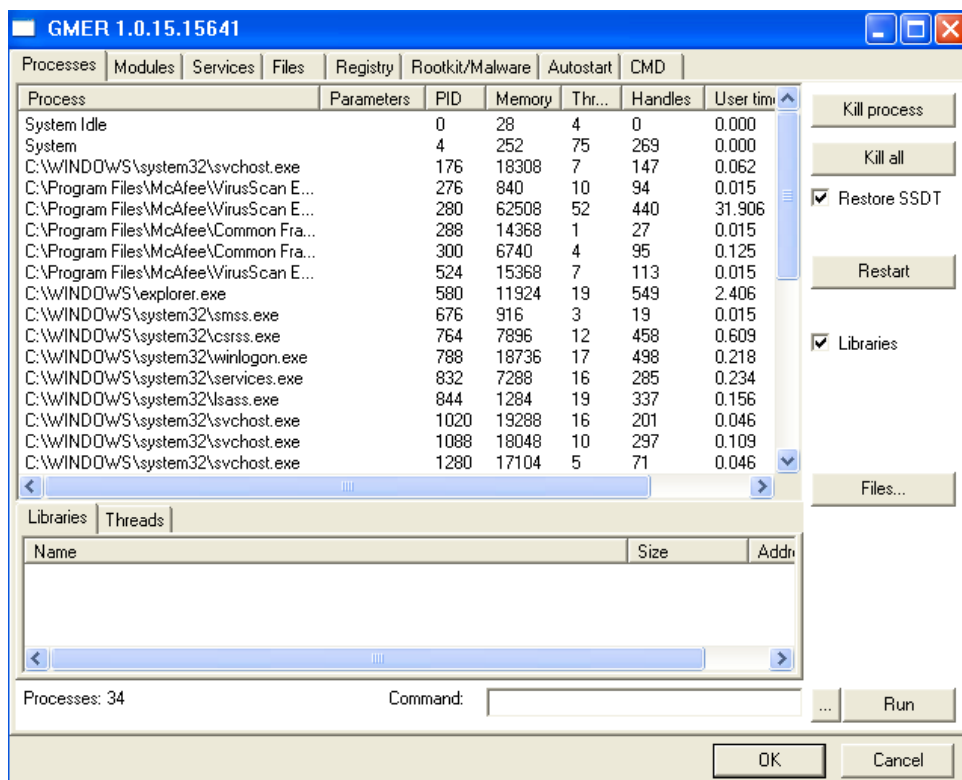 GMER 1.0.15.15641
Processes Modules Services Files Registry Rootkit/Malware Autostart CMD
Process Parameters PID Memory Thr... Handles User tim
System Idle 0 28 4 0 0.000
System 4 252 75 269 0.000
C:\WINDOWS\system32\svchost.exe 176 18308 7 147 0.062
C:\Program Files\McAfee\VirusScan E... 276 840 10 94 0.015
C:\Program Files\McAfee\VirusScan E... 280 62508 52 440 31.906
C:\Program Files\McAfee\Common Fra... 288 14368 1 27 0.015
C:\Program Files\McAfee\Common Fra... 300 6740 4 95 0.125
C:\Program Files\McAfee\VirusScan E... 524 15368 7 113 0.015
C:\WINDOWS\explorer.exe 580 11924 19 549 2.406
C:\WINDOWS\system32\smss.exe 676 916 3 19 0.015
C:\WINDOWS\system32\csrss.exe 764 7896 12 458 0.609
C:\WINDOWS\system32\winlogon.exe 788 18736 17 498 0.218
C:\WINDOWS\system32\services.exe 832 7288 16 285 0.234
C:\WINDOWS\system32\lsass.exe 844 1284 19 337 0.156
C:\WINDOWS\system32\svchost.exe 1020 19288 16 201 0.046
C:\WINDOWS\system32\svchost.exe 1088 18048 10 297 0.109
C:\WINDOWS\system32\svchost.exe 1280 17104 5 71 0.046
Kill process
Kill all
Restore SSDT
Restart
Libraries
Files...
Libraries Threads
Name Size Addr
Processes: 34 Command: ... Run
OK Cancel